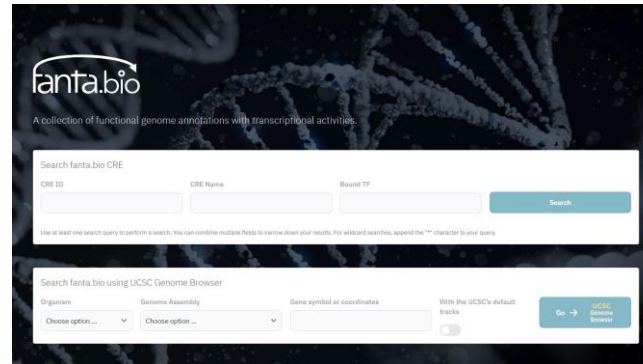 fanta.bio
A collection of functional genome annotations with transcriptional activities.
Search fanta.bio CRE
CRE ID CRE Name Bound TF
Search
Use at least one search query to perform a search. You can combine multiple fields to narrow down your results. For wildcard searches, append the "*" character to your query.
Search fanta.bio using UCSC Genome Browser
Organism Genome Assembly Gene symbol or coordinates With the UCSC's default
tracks
Choose option ... Choose option ...
Go → UCSC
Genome
Browser